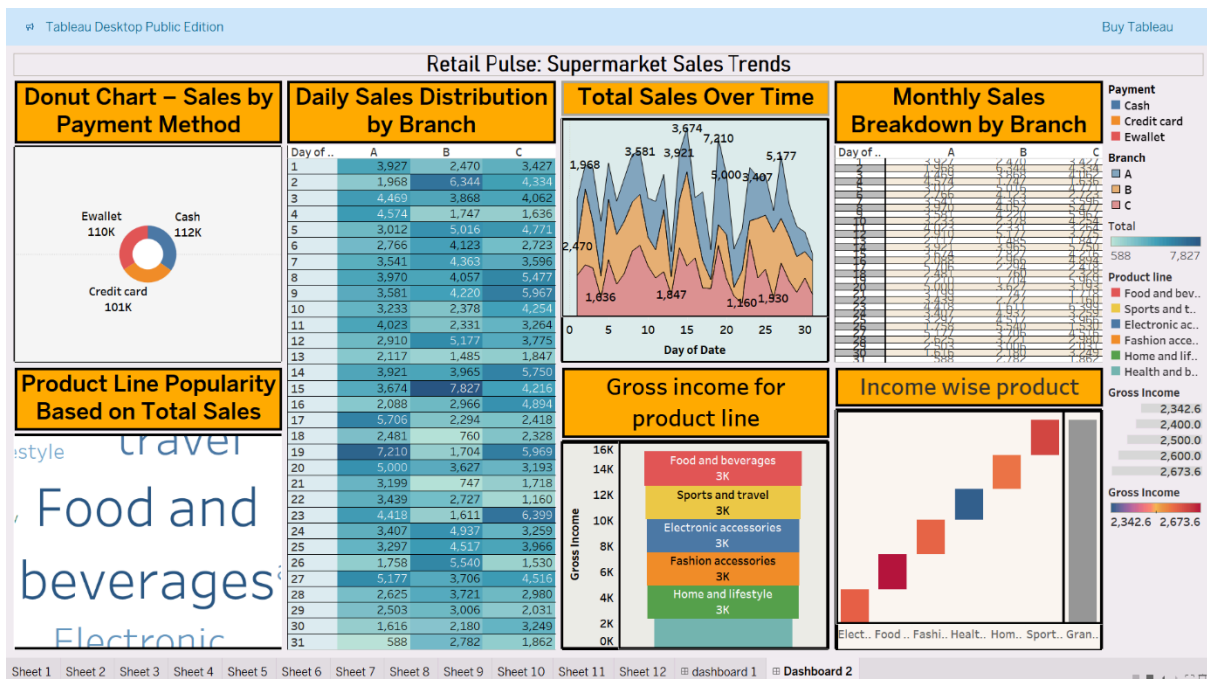 Tableau Desktop Public Edition
Buy Tableau
Retail Pulse: Supermarket Sales Trends
Donut Chart – Sales by
Payment Method
Ewallet
110K
Cash
112K
Credit card
101K
Product Line Popularity
Based on Total Sales
travel
estyle
Food and
beverages
Electronic
Daily Sales Distribution
by Branch
Day of .. A B C
1 3,927 2,470 3,427
2 1,968 6,344 4,334
3 4,469 3,868 4,062
4 4,574 1,747 1,636
5 3,012 5,016 4,771
6 2,766 4,123 2,723
7 3,541 4,363 3,596
8 3,970 4,057 5,477
9 3,581 4,220 5,967
10 3,233 2,378 4,254
11 4,023 2,331 3,264
12 2,910 5,177 3,775
13 2,117 1,485 1,847
14 3,921 3,965 5,750
15 3,674 7,827 4,216
16 2,088 2,966 4,894
17 5,706 2,294 2,418
18 2,481 760 2,328
19 7,210 1,704 5,969
20 5,000 3,627 3,193
21 3,199 747 1,718
22 3,439 2,727 1,160
23 4,418 1,611 6,399
24 3,407 4,937 3,259
25 3,297 4,517 3,966
26 1,758 5,540 1,530
27 5,177 3,706 4,516
28 2,625 3,721 2,980
29 2,503 3,006 2,031
30 1,616 2,180 3,249
31 588 2,782 1,862
Total Sales Over Time
3,674
7,210
1,968
3,581
3,921
5,177
5,000
3,407
2,470
1,636
1,847
1,160
1,530
0 5 10 15 20 25 30
Day of Date
Gross income for
product line
Gross Income
16K
14K
12K
10K
8K
6K
4K
2K
0K
Food and beverages
3K
Sports and travel
3K
Electronic accessories
3K
Fashion accessories
3K
Home and lifestyle
3K
Monthly Sales
Breakdown by Branch
Day of .. A B C
Income wise product
Elect.. Food .. Fashi.. Healt.. Hom.. Sport.. Gran..
Payment
Cash
Credit card
Ewallet
Branch
A
B
C
Total
588 7,827
Product line
Food and bev..
Sports and t..
Electronic ac..
Fashion acce..
Home and lif..
Health and b..
Gross Income
2,342.6
2,400.0
2,500.0
2,600.0
2,673.6
Gross Income
2,342.6 2,673.6
Sheet 1 Sheet 2 Sheet 3 Sheet 4 Sheet 5 Sheet 6 Sheet 7 Sheet 8 Sheet 9 Sheet 10 Sheet 11 Sheet 12 dashboard 1 Dashboard 2